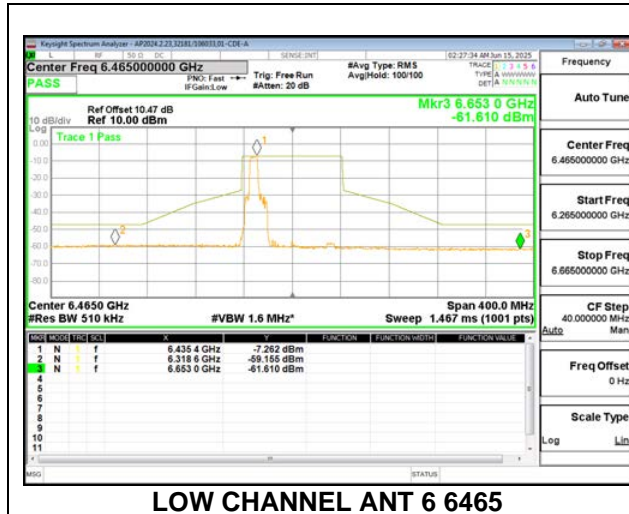 Keysight Spectrum Analyzer - AP2024.2.23,32181/106033,01-CDE-A
L RF 50 Ω DC SENSE:INT 02:27:34 AM Jun 15, 2025
Center Freq 6.465000000 GHz #Avg Type: RMS TRACE 1 2 3 4 5 6
PASS PNO: Fast Trig: Free Run Avg|Hold: 100/100 TYPE A WWWWW
IFGain:Low #Atten: 20 dB DET A N N N N N
Mkr3 6.653 0 GHz
Ref Offset 10.47 dB
10 dB/div Ref 10.00 dBm -61.610 dBm
Log
Trace 1 Pass
0.00
-10.0
-20.0
-30.0
-40.0
-50.0
-60.0
-70.0
-80.0
1
2
3
Center 6.4650 GHz Span 400.0 MHz
#Res BW 510 kHz #VBW 1.6 MHz* Sweep 1.467 ms (1001 pts)
MKR MODE TRC SCL X Y FUNCTION FUNCTION WIDTH FUNCTION VALUE
1 N 1 f 6.435 4 GHz -7.262 dBm
2 N 1 f 6.318 6 GHz -59.155 dBm
3 N 1 f 6.653 0 GHz -61.610 dBm
4
5
6
7
8
9
10
11
MSG STATUS
Frequency
Auto Tune
Center Freq
6.465000000 GHz
Start Freq
6.265000000 GHz
Stop Freq
6.665000000 GHz
CF Step
40.000000 MHz
Auto Man
Freq Offset
0 Hz
Scale Type
Log Lin
LOW CHANNEL ANT 6 6465